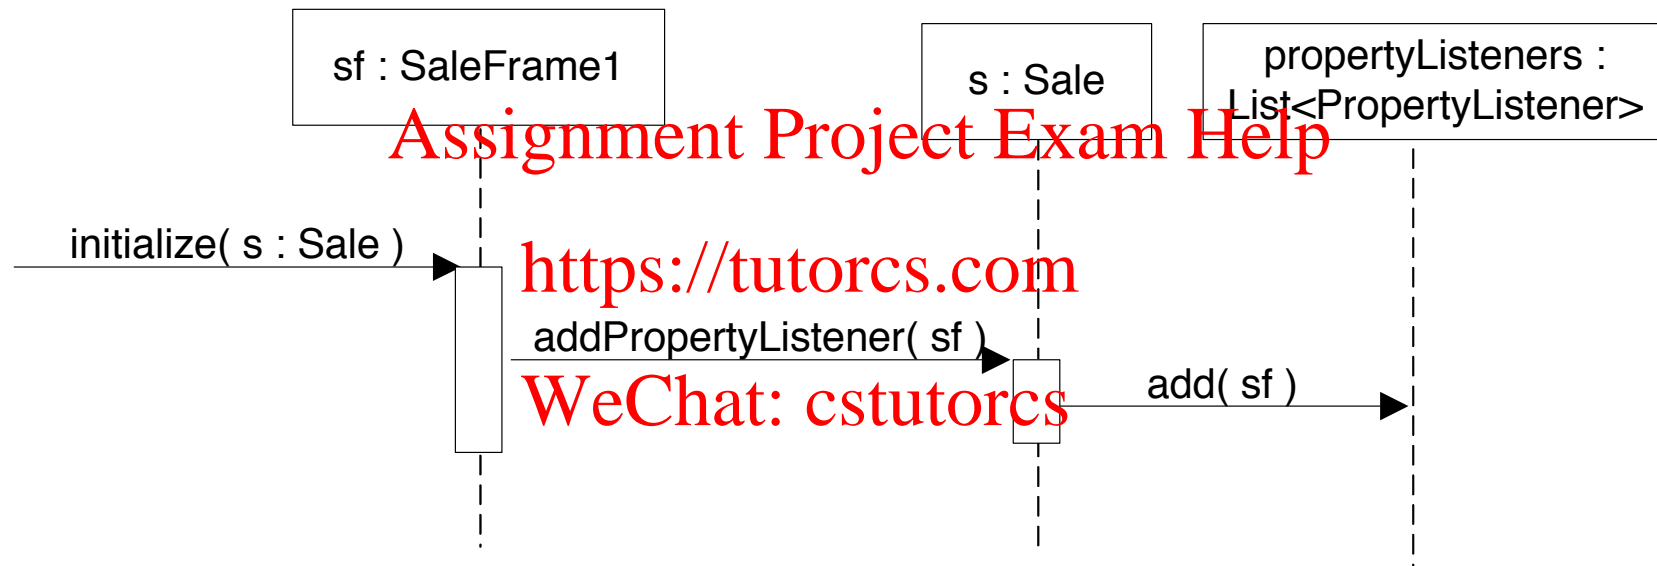 sf : SaleFrame1
s : Sale
propertyListeners :
List<PropertyListener>
Assignment Project Exam Help
initialize( s : Sale )
https://tutorcs.com
addPropertyListener( sf )
add( sf )
WeChat: cstutorcs